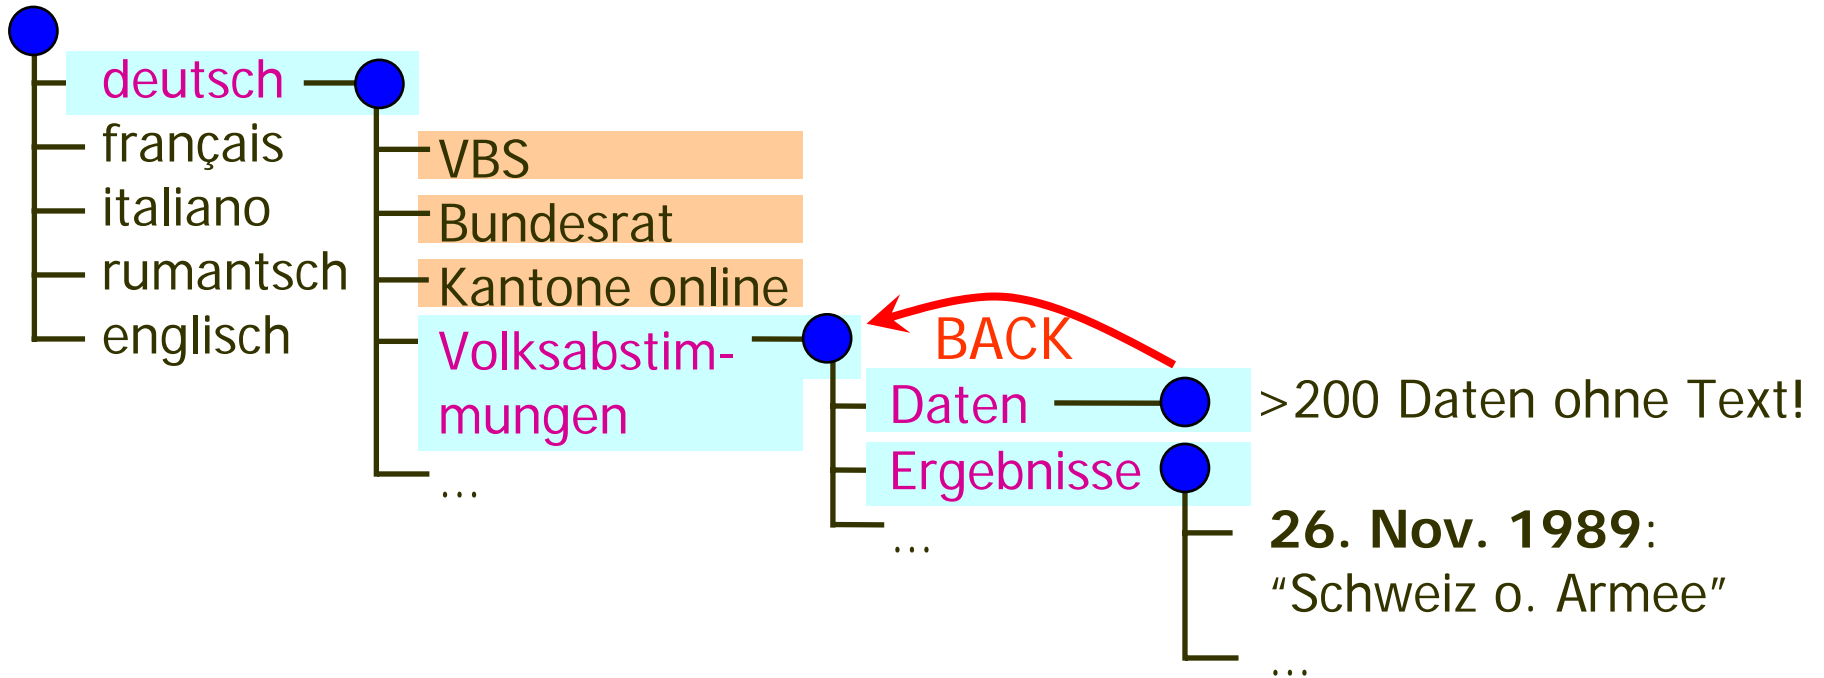 deutsch
français
italiano
rumantsch
englisch
VBS
Bundesrat
Kantone online
Volksabstim-
mungen
...
BACK
Daten
>200 Daten ohne Text!
Ergebnisse
...
26. Nov. 1989:
“Schweiz o. Armee”
...